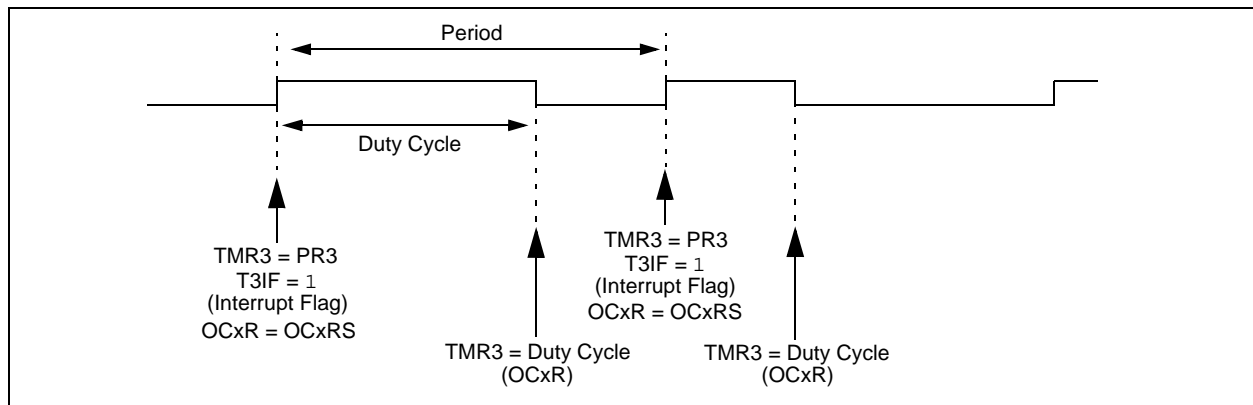 Period
Duty Cycle
TMR3 = PR3
T3IF = 1
(Interrupt Flag)
OCxR = OCxRS
TMR3 = Duty Cycle
(OCxR)
TMR3 = PR3
T3IF = 1
(Interrupt Flag)
OCxR = OCxRS
TMR3 = Duty Cycle
(OCxR)